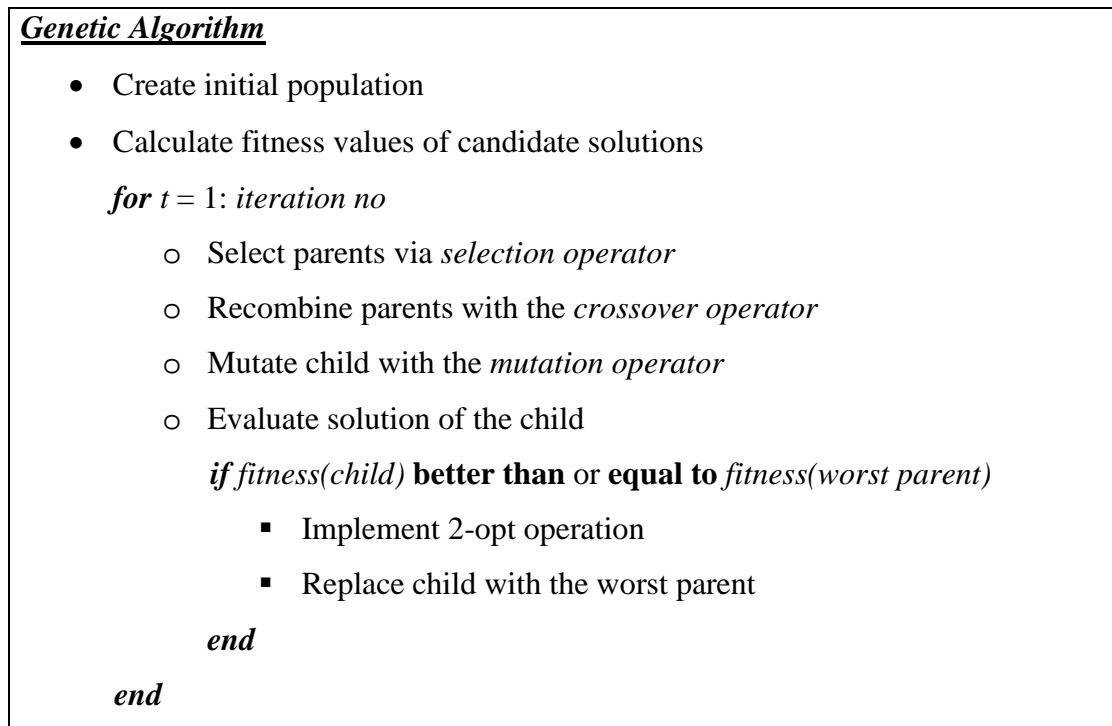 Genetic Algorithm
• Create initial population
• Calculate fitness values of candidate solutions
for t = 1: iteration no
o Select parents via selection operator
o Recombine parents with the crossover operator
o Mutate child with the mutation operator
o Evaluate solution of the child
if fitness(child) better than or equal to fitness(worst parent)
▪ Implement 2-opt operation
▪ Replace child with the worst parent
end
end